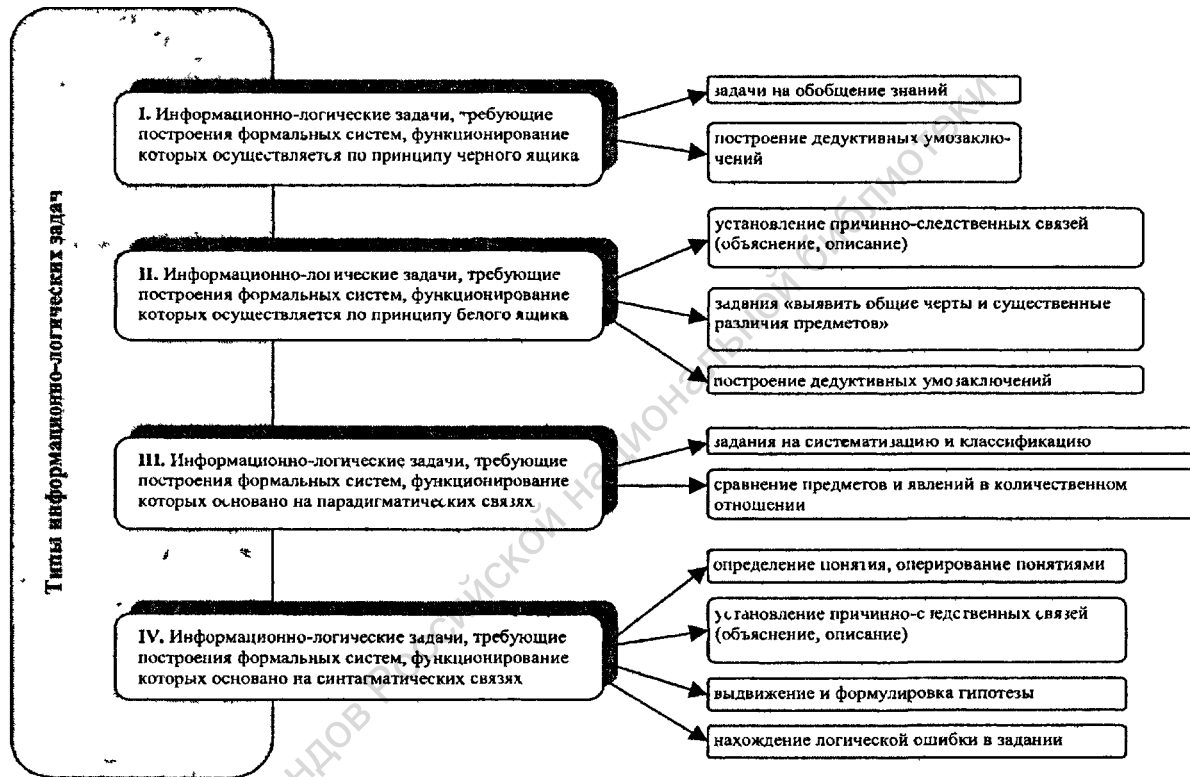 Типы информационно-логических задач
I. Информационно-логические задачи, требующие
построения формальных систем, функционирование
которых осуществляется по принципу черного ящика
задачи на обобщение знаний
построение дедуктивных умозаклю-
чений
II. Информационно-логические задачи, требующие
построения формальных систем, функционирование
которых осуществляется по принципу белого ящика
установление причинно-следственных связей
(объяснение, описание)
задания «выявить общие черты и существенные
различия предметов»
построение дедуктивных умозаключений
III. Информационно-логические задачи, требующие
построения формальных систем, функционирование
которых основано на парадигматических связях
задания на систематизацию и классификацию
сравнение предметов и явлений в количественном
отношении
IV. Информационно-логические задачи, требующие
построения формальных систем, функционирование
которых основано на синтагматических связях
определение понятия, оперирование понятиями
установление причинно-следственных связей
(объяснение, описание)
выдвижение и формулировка гипотезы
нахождение логической ошибки в задании
Российской национальной библиотеки